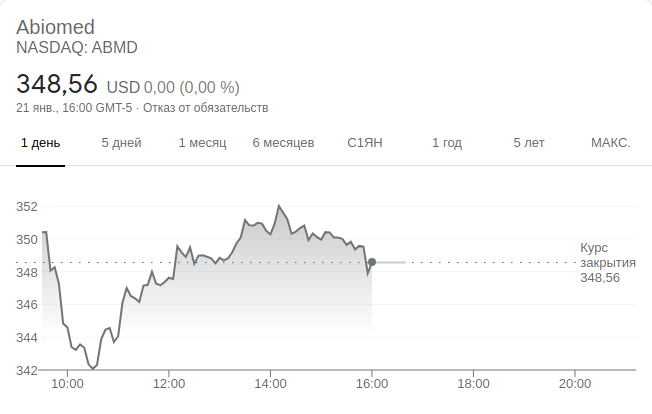 Abiomed
NASDAQ: ABMD
348,56 USD 0,00 (0,00 %)
21 янв., 16:00 GMT-5 · Отказ от обязательств
1 день 5 дней 1 месяц 6 месяцев С1ЯН 1 год 5 лет МАКС.
352
350
348
346
344
342
Курс
закрытия
348,56
10:00 12:00 14:00 16:00 18:00 20:00